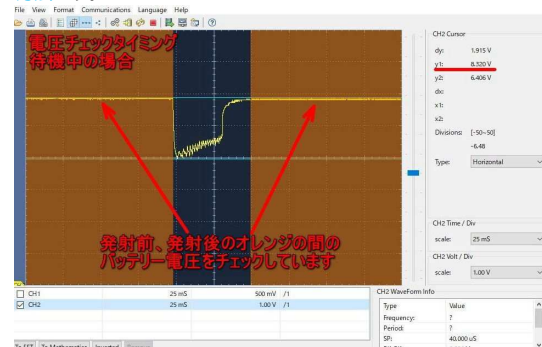 File View Format Communications Language Help
電圧チェックタイミング
待機中の場合
発射前、発射後のオレンジの間の
バッテリー電圧をチェックしています
CH2 Cursor
dy: 1.915 V
y1: 8.320 V
y2: 6.406 V
dx:
x1:
x2:
Divisions [-50~50]
-6.48
Type: Horizontal
CH2 Time / Div
scale: 25 mS
CH2 Volt / Div
scale: 1.00 V
CH1 25 mS 500 mV /1
CH2 25 mS 1.00 V /1
CH2 WaveForm Info
Type Value
Frequency: ?
Period: ?
SP: 40.000 uS